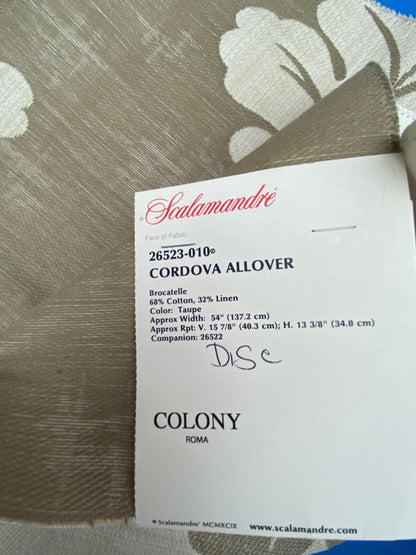 © Scalamandré
Face of Fabric
26523-010©
CORDOVA ALLOVER
Brocatelle
68% Cotton, 32% Linen
Color: Taupe
Approx Width: 54" (137.2 cm)
Approx Rpt: V. 15 7/8" (40.3 cm); H. 13 3/8" (34.0 cm)
Companion: 26522
Disc
COLONY
ROMA
© Scalamandre' MCMXCIX www.scalamandre.com